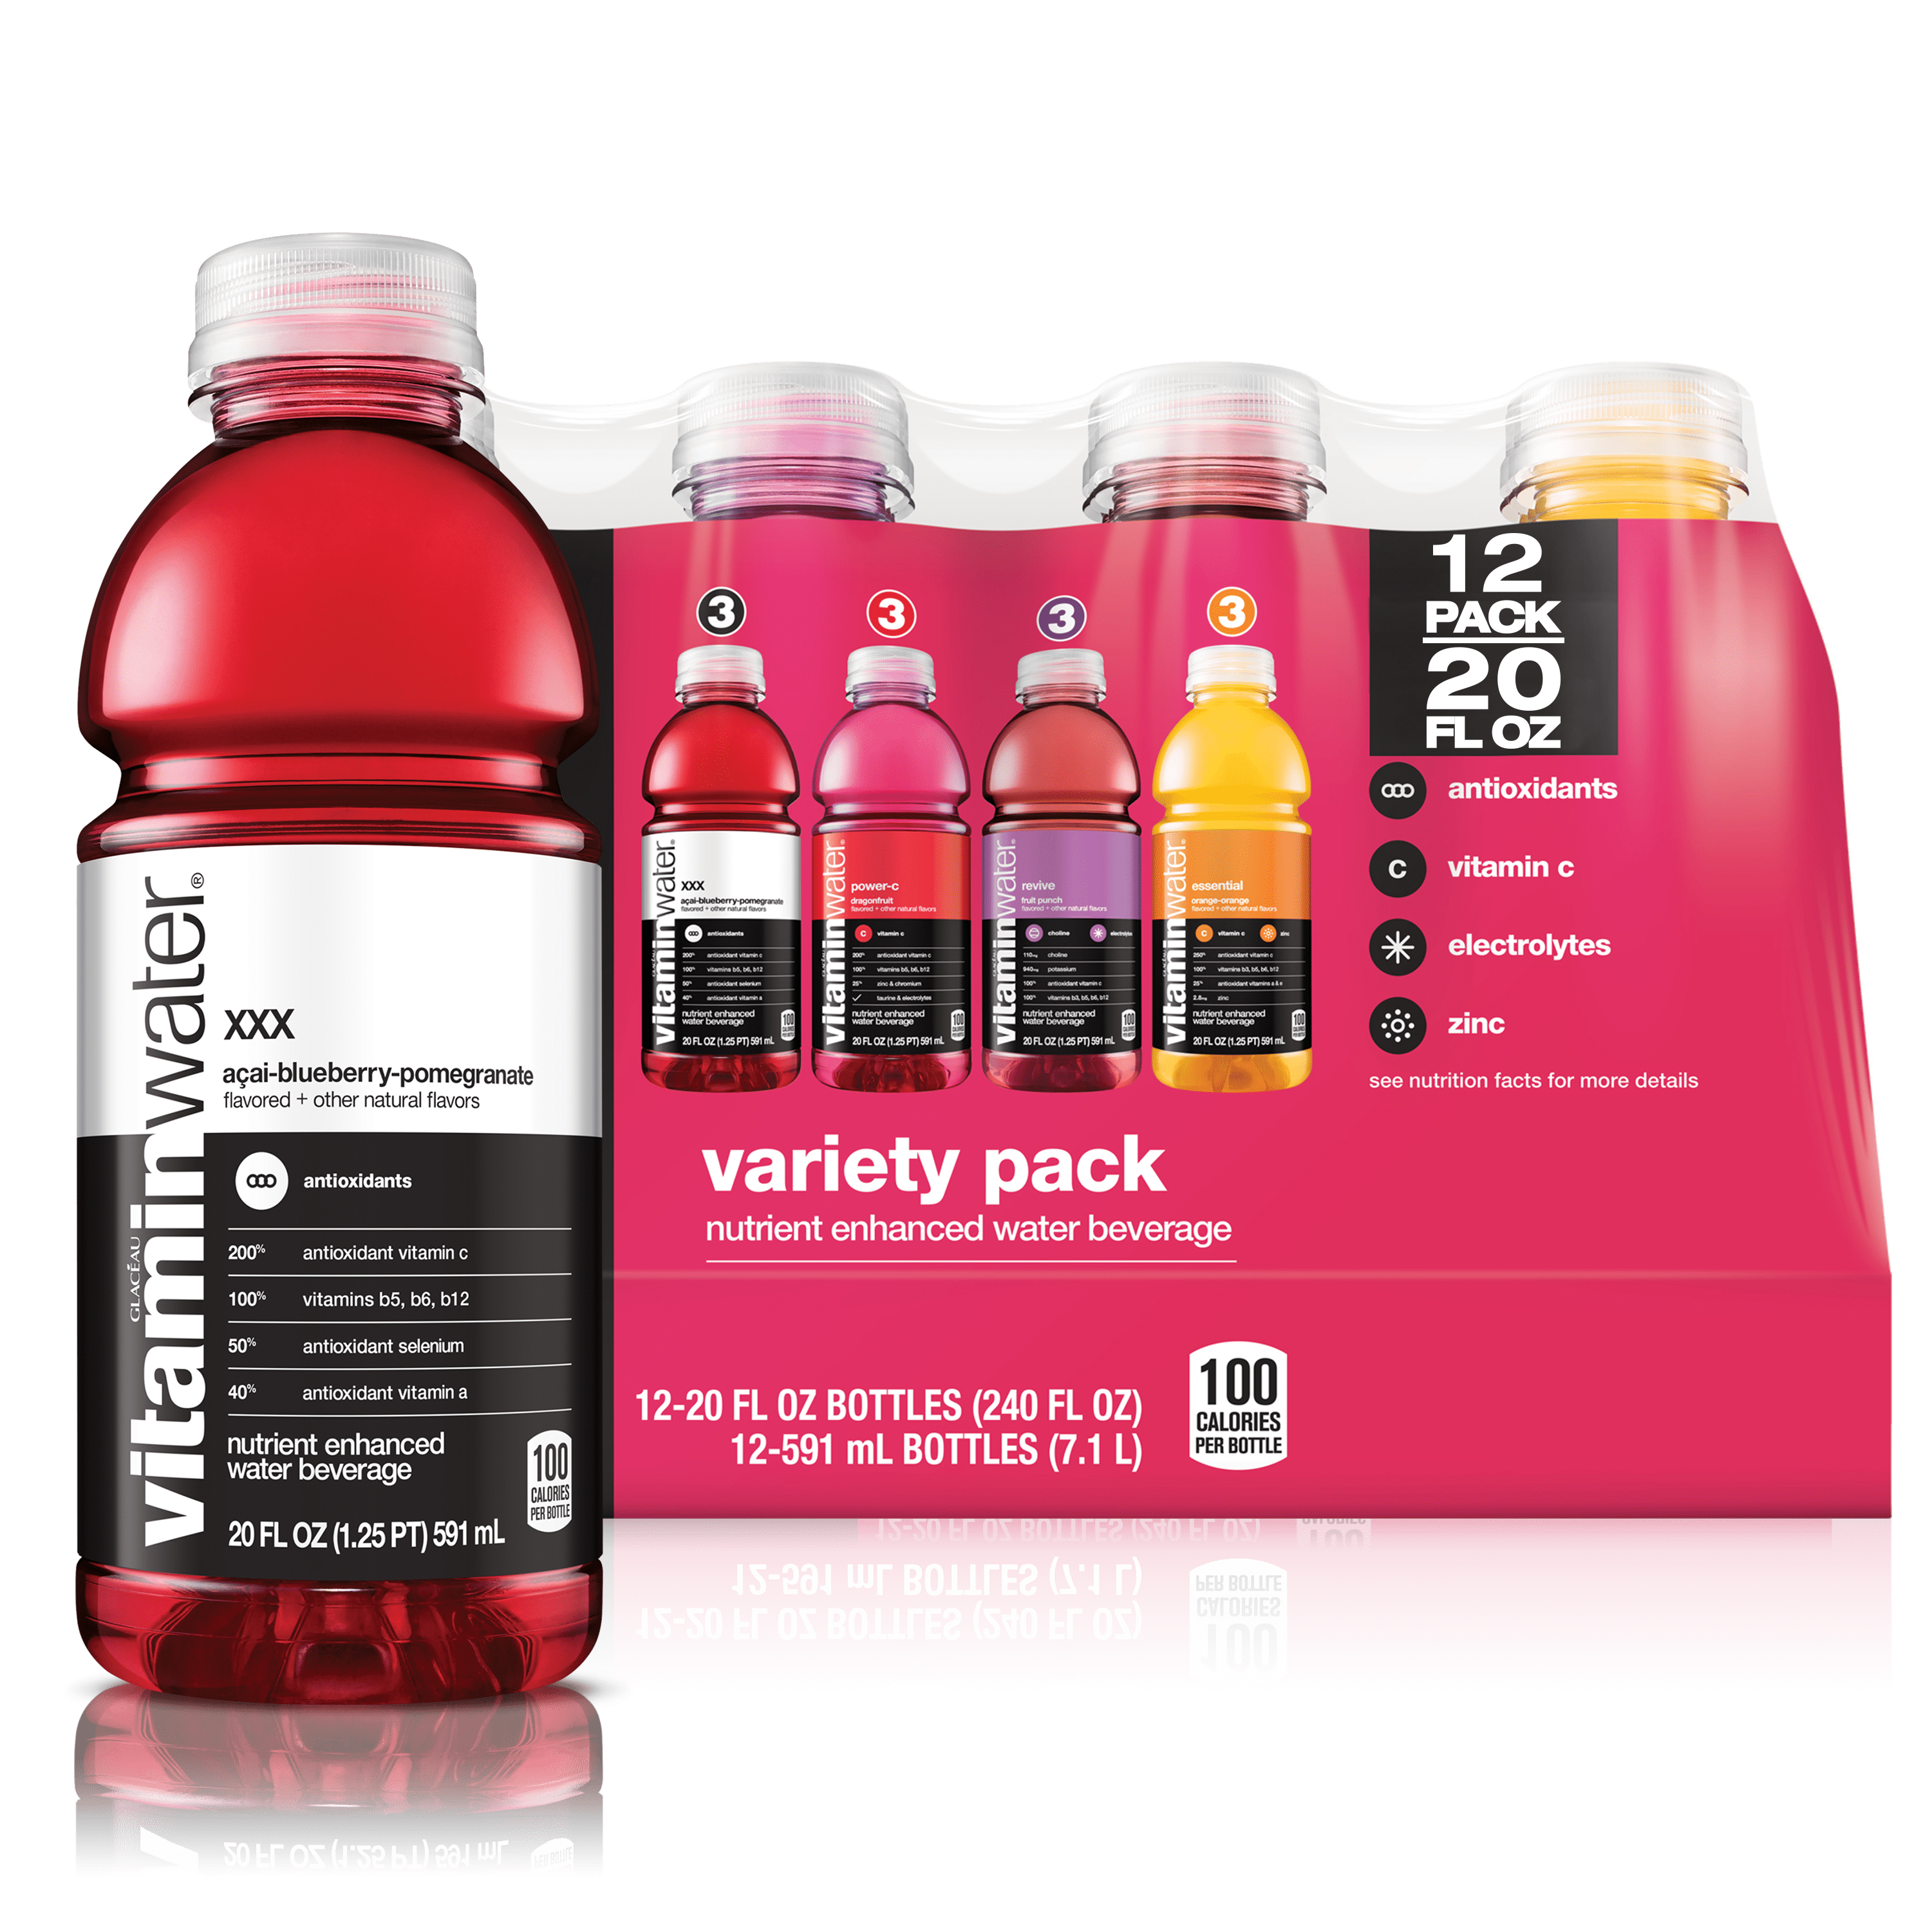 GLACÉAU
vitaminwater®
xxx
açai-blueberry-pomegranate
flavored + other natural flavors
antioxidants
200% antioxidant vitamin c
100% vitamins b5, b6, b12
50% antioxidant selenium
40% antioxidant vitamin a
nutrient enhanced
water beverage
100
CALORIES
PER BOTTLE
20 FL OZ (1.25 PT) 591 mL
3
vitaminwater
xxx
açai-blueberry-pomegranate
flavored + other natural flavors
antioxidants
200% antioxidant vitamin c
100% vitamins b5, b6, b12
50% antioxidant selenium
40% antioxidant vitamin a
nutrient enhanced
water beverage
100
CALORIES
PER BOTTLE
20 FL OZ (1.25 PT) 591 mL
3
vitaminwater
power-c
dragonfruit
flavored + other natural flavors
c vitamin c
200% antioxidant vitamin c
100% vitamins b5, b6, b12
25% zinc & chromium
taurine & electrolytes
nutrient enhanced
water beverage
100
20 FL OZ (1.25 PT) 591 mL
3
vitaminwater
revive
fruit punch
flavored + other natural flavors
choline electrolytes
110mg choline
940mg potassium
100% antioxidant vitamin c
100% vitamins b3, b5, b6, b12
nutrient enhanced
water beverage
100
20 FL OZ (1.25 PT) 591 mL
3
vitaminwater
essential
orange-orange
flavored + other natural flavors
c vitamin c zinc
250% antioxidant vitamin c
100% vitamins b3, b5, b6, b12
25% antioxidant vitamins a & e
2.8mg zinc
nutrient enhanced
water beverage
100
20 FL OZ (1.25 PT) 591 mL
12
PACK
20
FL OZ
antioxidants
c vitamin c
electrolytes
zinc
see nutrition facts for more details
variety pack
nutrient enhanced water beverage
12-20 FL OZ BOTTLES (240 FL OZ)
12-591 mL BOTTLES (7.1 L)
100
CALORIES
PER BOTTLE